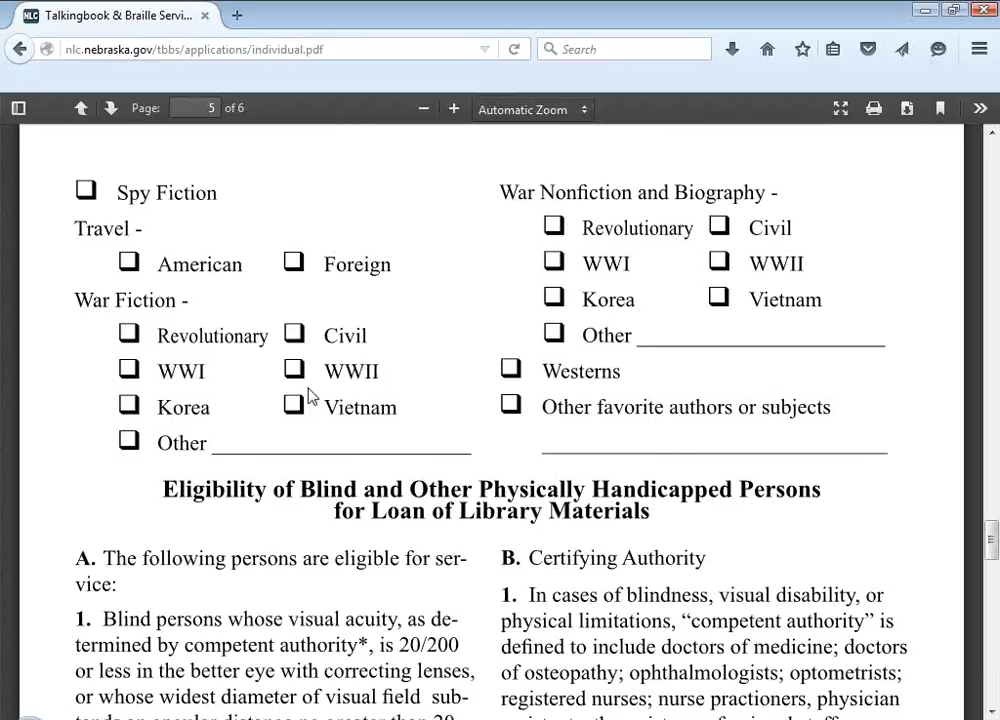 NLC Talkingbook & Braille Servi...
nlc.nebraska.gov/tbbs/applications/individual.pdf
Search
Page: 5 of 6
Automatic Zoom
Spy Fiction
Travel -
American Foreign
War Fiction -
Revolutionary Civil
WWI WWII
Korea Vietnam
Other
War Nonfiction and Biography -
Revolutionary Civil
WWI WWII
Korea Vietnam
Other
Westerns
Other favorite authors or subjects
Eligibility of Blind and Other Physically Handicapped Persons
for Loan of Library Materials
A. The following persons are eligible for ser-
vice:
1. Blind persons whose visual acuity, as de-
termined by competent authority*, is 20/200
or less in the better eye with correcting lenses,
or whose widest diameter of visual field sub-
B. Certifying Authority
1. In cases of blindness, visual disability, or
physical limitations, “competent authority” is
defined to include doctors of medicine; doctors
of osteopathy; ophthalmologists; optometrists;
registered nurses; nurse practioners, physician